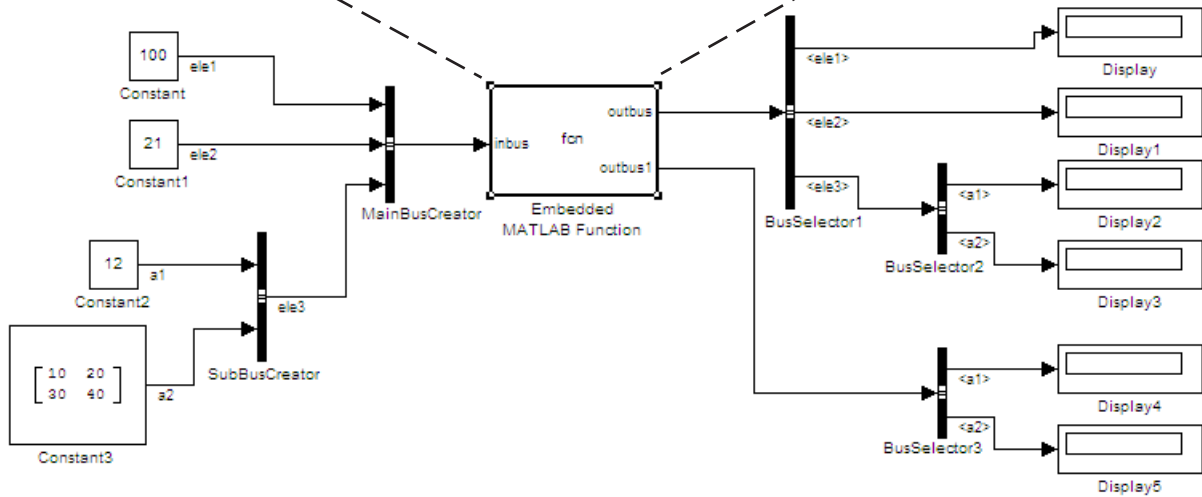 100
ele1
Constant
21
ele2
Constant1
MainBusCreator
12
a1
Constant2
ele3
10 20
30 40
a2
Constant3
SubBusCreator
inbus
fcn
outbus
outbus1
Embedded
MATLAB Function
<ele1>
<ele2>
<ele3>
BusSelector1
<a1>
<a2>
BusSelector2
<a1>
<a2>
BusSelector3
Display
Display1
Display2
Display3
Display4
Display5